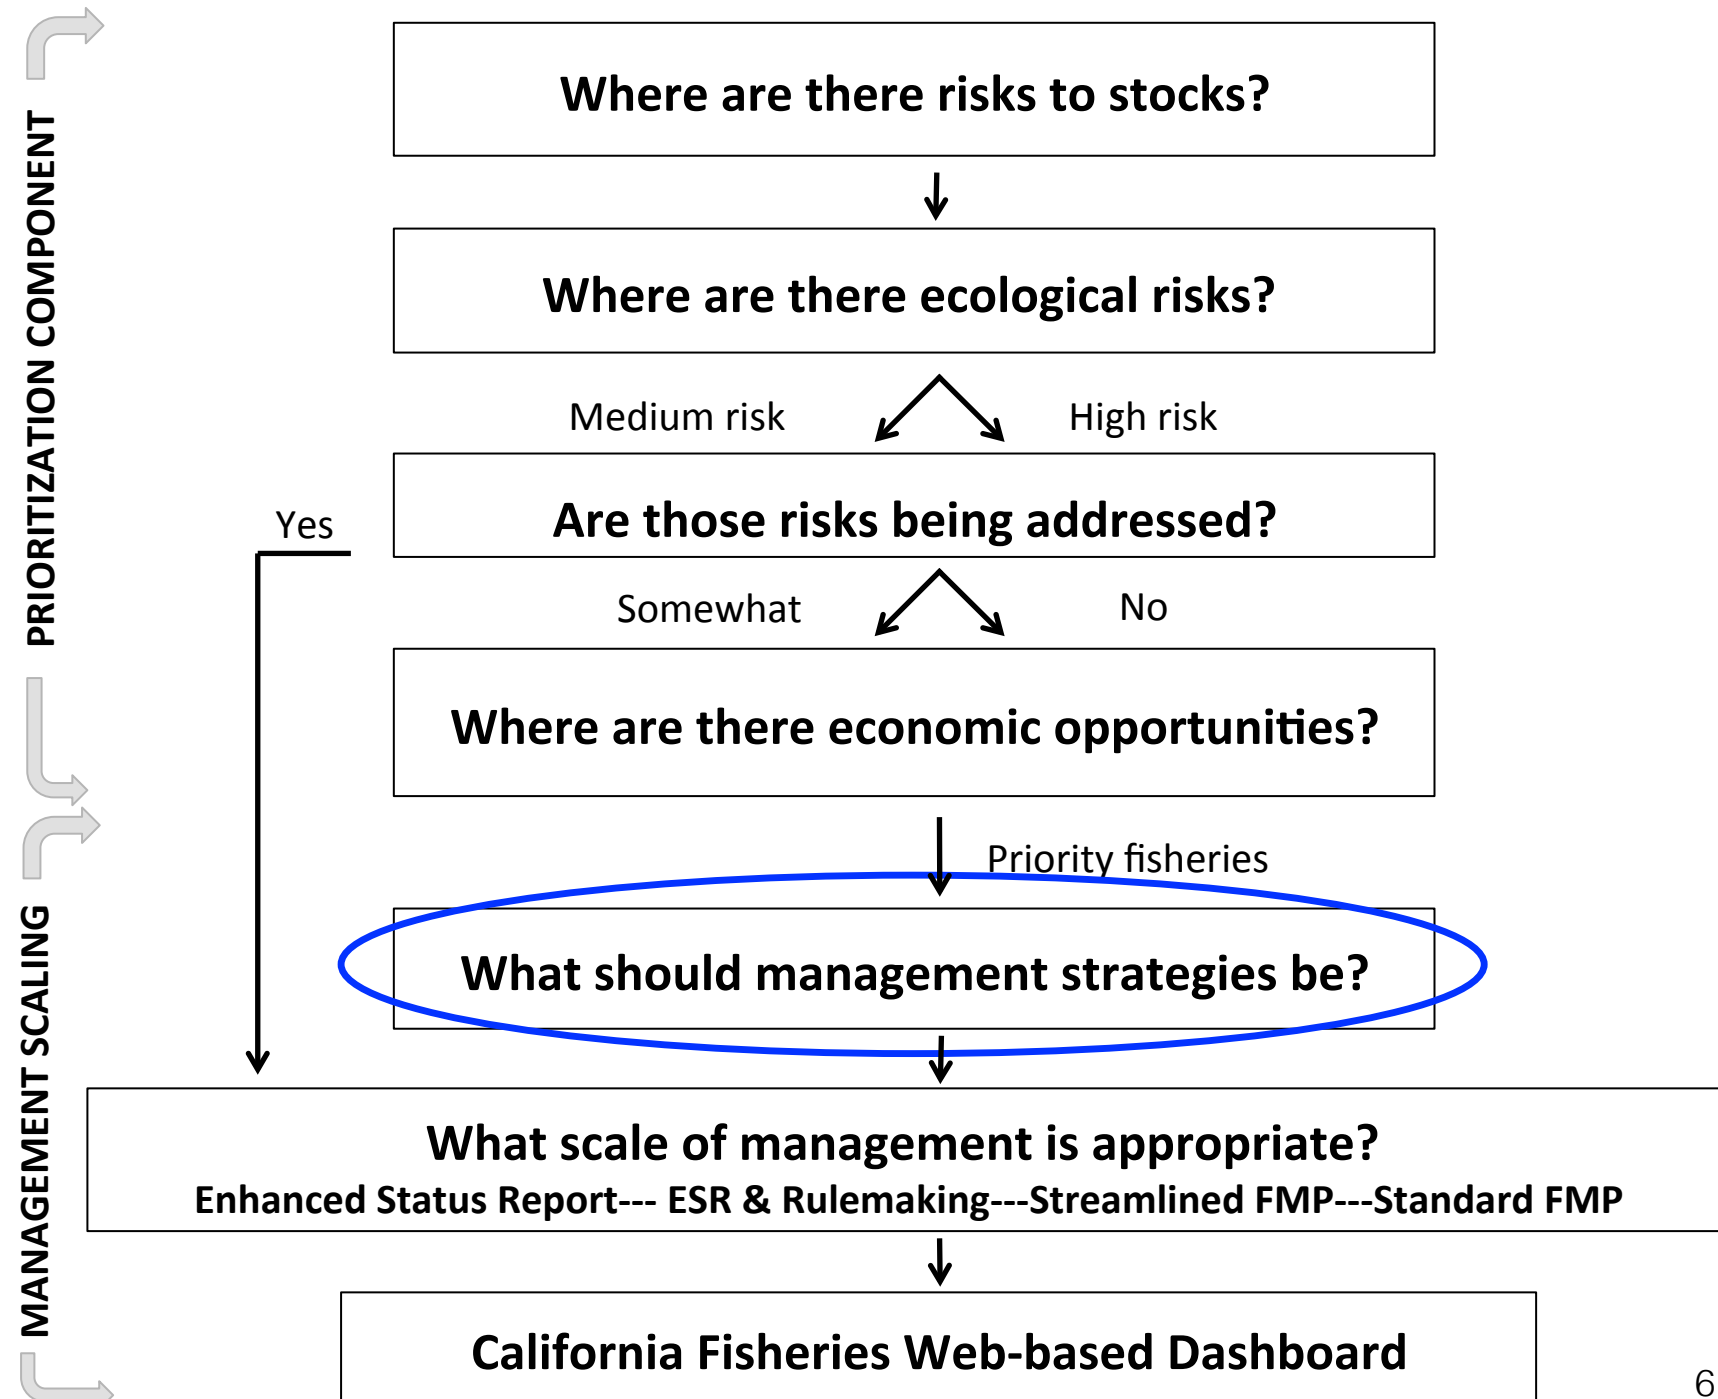 PRIORITIZATION COMPONENT
Where are there risks to stocks?
Where are there ecological risks?
Medium risk
High risk
Are those risks being addressed?
Yes
Somewhat
No
Where are there economic opportunities?
Priority fisheries
MANAGEMENT SCALING
What should management strategies be?
What scale of management is appropriate?
Enhanced Status Report--- ESR & Rulemaking---Streamlined FMP---Standard FMP
California Fisheries Web-based Dashboard
6